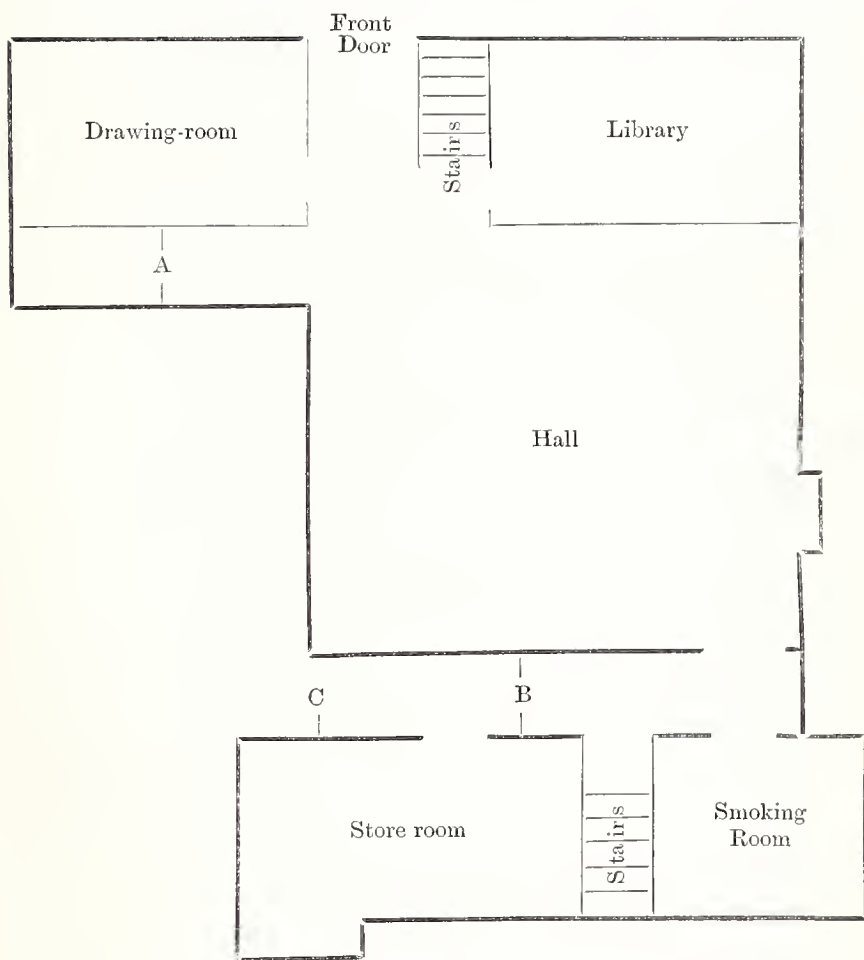 Front
Door
Drawing-room
Stairs
Library
A
Hall
C
B
Store room
Stairs
Smoking
Room